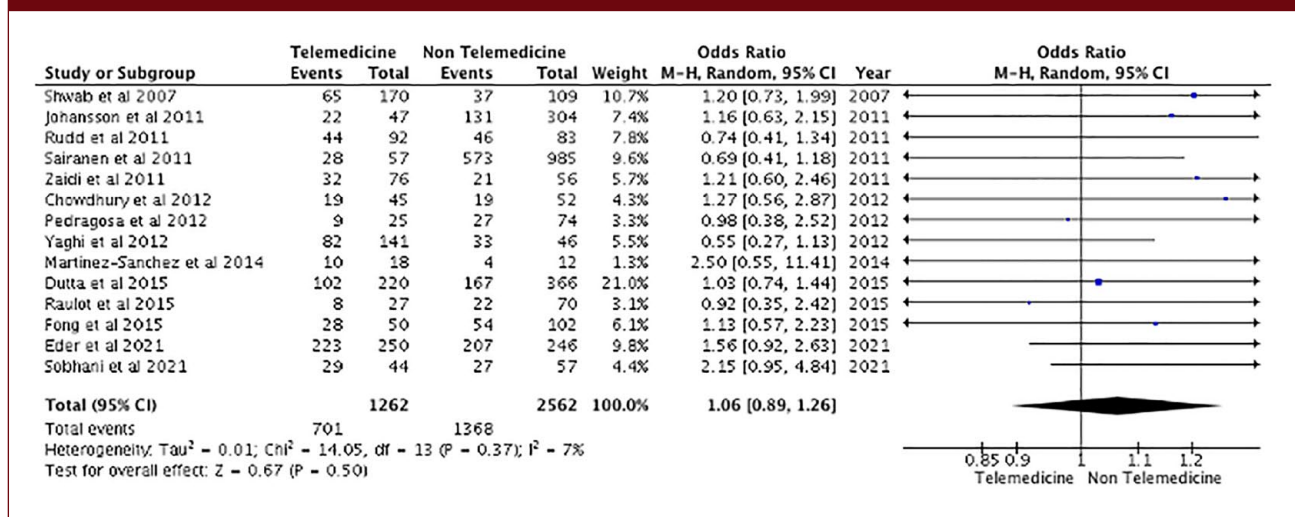 Telemedicine Non Telemedicine Odds Ratio Odds Ratio
Study or Subgroup Events Total Events Total Weight M-H, Random, 95% CI Year M-H, Random, 95% CI
Shwab et al 2007 65 170 37 109 10.7% 1.20 [0.73, 1.99] 2007
Johansson et al 2011 22 47 131 304 7.4% 1.16 [0.63, 2.15] 2011
Rudd et al 2011 44 92 46 83 7.8% 0.74 [0.41, 1.34] 2011
Sairanen et al 2011 28 57 573 985 9.6% 0.69 [0.41, 1.18] 2011
Zaidi et al 2011 32 76 21 56 5.7% 1.21 [0.60, 2.46] 2011
Chowdhury et al 2012 19 45 19 52 4.3% 1.27 [0.56, 2.87] 2012
Pedragosa et al 2012 9 25 27 74 3.3% 0.98 [0.38, 2.52] 2012
Yaghi et al 2012 82 141 33 46 5.5% 0.55 [0.27, 1.13] 2012
Martinez-Sanchez et al 2014 10 18 4 12 1.3% 2.50 [0.55, 11.41] 2014
Dutta et al 2015 102 220 167 366 21.0% 1.03 [0.74, 1.44] 2015
Raulot et al 2015 8 27 22 70 3.1% 0.92 [0.35, 2.42] 2015
Fong et al 2015 28 50 54 102 6.1% 1.13 [0.57, 2.23] 2015
Eder et al 2021 223 250 207 246 9.8% 1.56 [0.92, 2.63] 2021
Sobhani et al 2021 29 44 27 57 4.4% 2.15 [0.95, 4.84] 2021
Total (95% CI) 1262 2562 100.0% 1.06 [0.89, 1.26]
Total events 701 1368
Heterogeneity: Tau² = 0.01; Chi² = 14.05, df = 13 (P = 0.37); I² = 7%
Test for overall effect: Z = 0.67 (P = 0.50)
0.85 0.9 1 1.1 1.2
Telemedicine Non Telemedicine